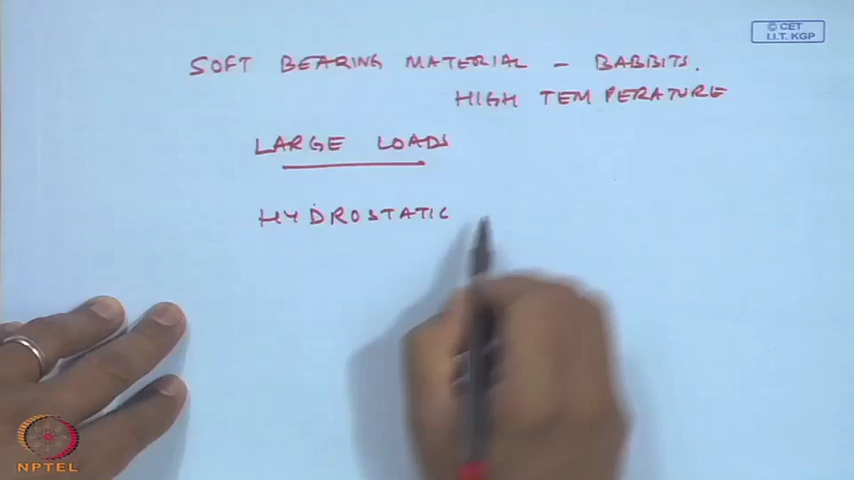 © CET
I.I.T. KGP
SOFT BEARING MATERIAL - BABBITS.
HIGH TEMPERATURE
LARGE LOADS
HYDROSTATIC
NPTEL